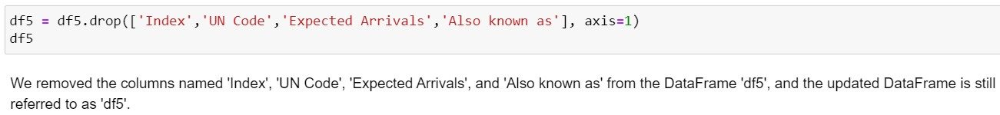 df5 = df5.drop(['Index','UN Code','Expected Arrivals','Also known as'], axis=1)
df5
We removed the columns named 'Index', 'UN Code', 'Expected Arrivals', and 'Also known as' from the DataFrame 'df5', and the updated DataFrame is still
referred to as 'df5'.